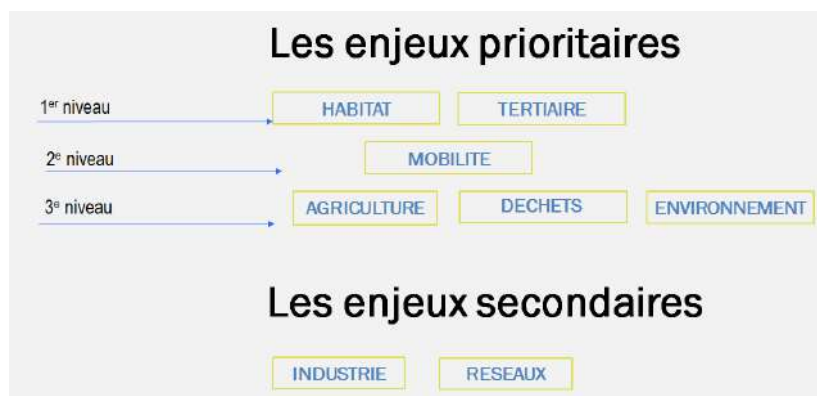 Les enjeux prioritaires
1er niveau
HABITAT TERTIAIRE
2e niveau
MOBILITE
3e niveau
AGRICULTURE DECHETS ENVIRONNEMENT
Les enjeux secondaires
INDUSTRIE RESEAUX